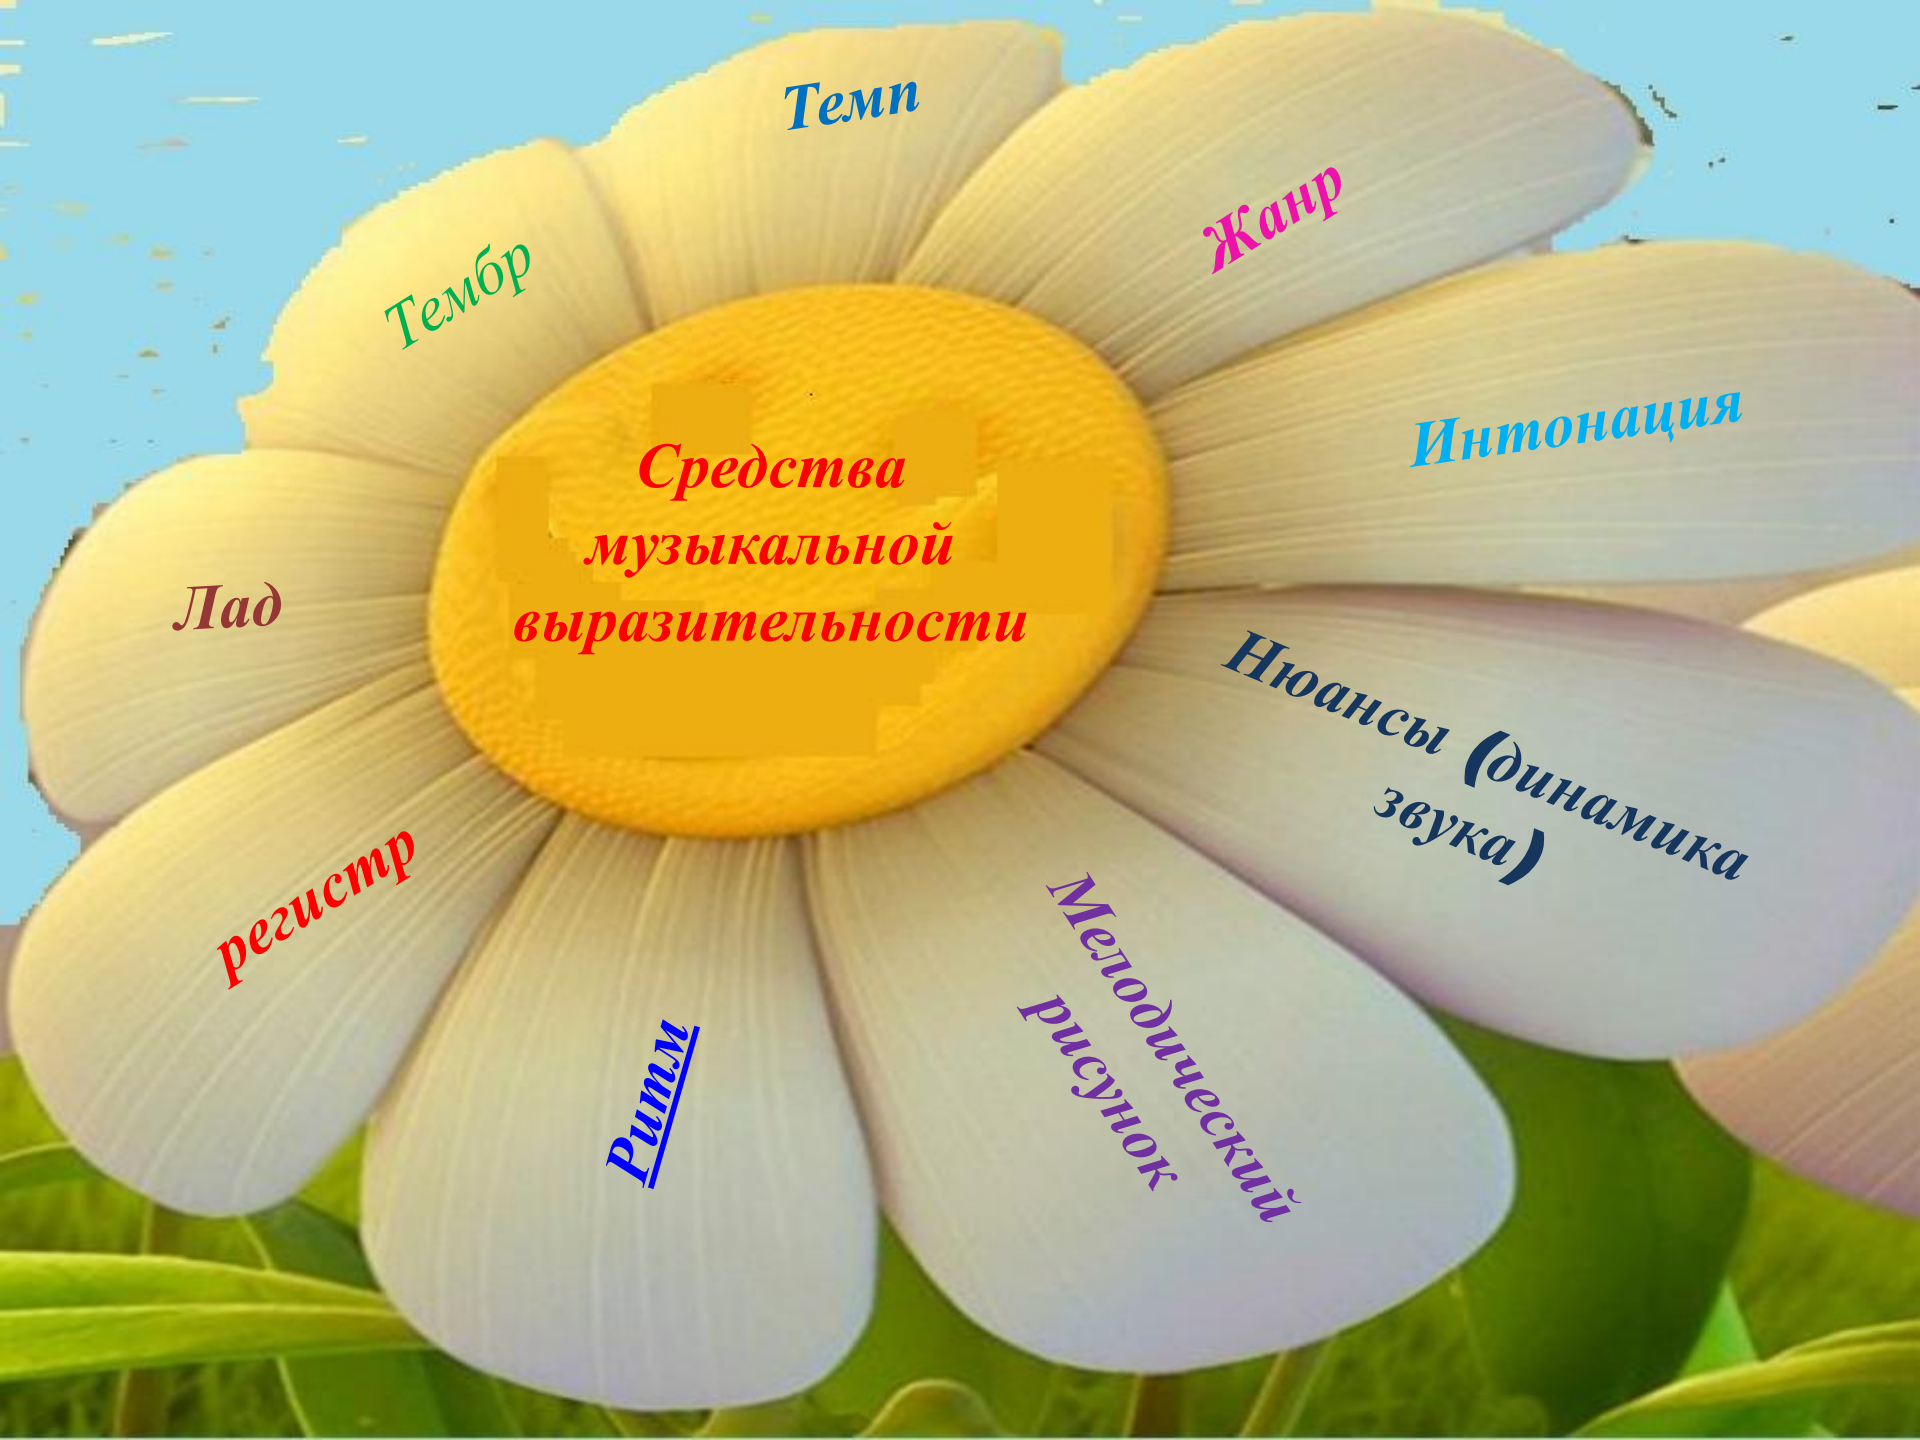 Темп
Жанр
Тембр
Интонация
Средства
музыкальной
выразительности
Лад
Нюансы (динамика
звука)
регистр
Мелодический
рисунок
Ритм